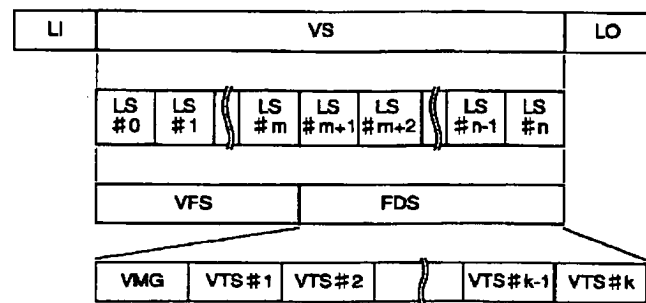 LI VS LO
LS #0 LS #1 LS #m LS #m+1 LS #m+2 LS #n-1 LS #n
VFS FDS
VMG VTS#1 VTS#2 VTS#k-1 VTS#k